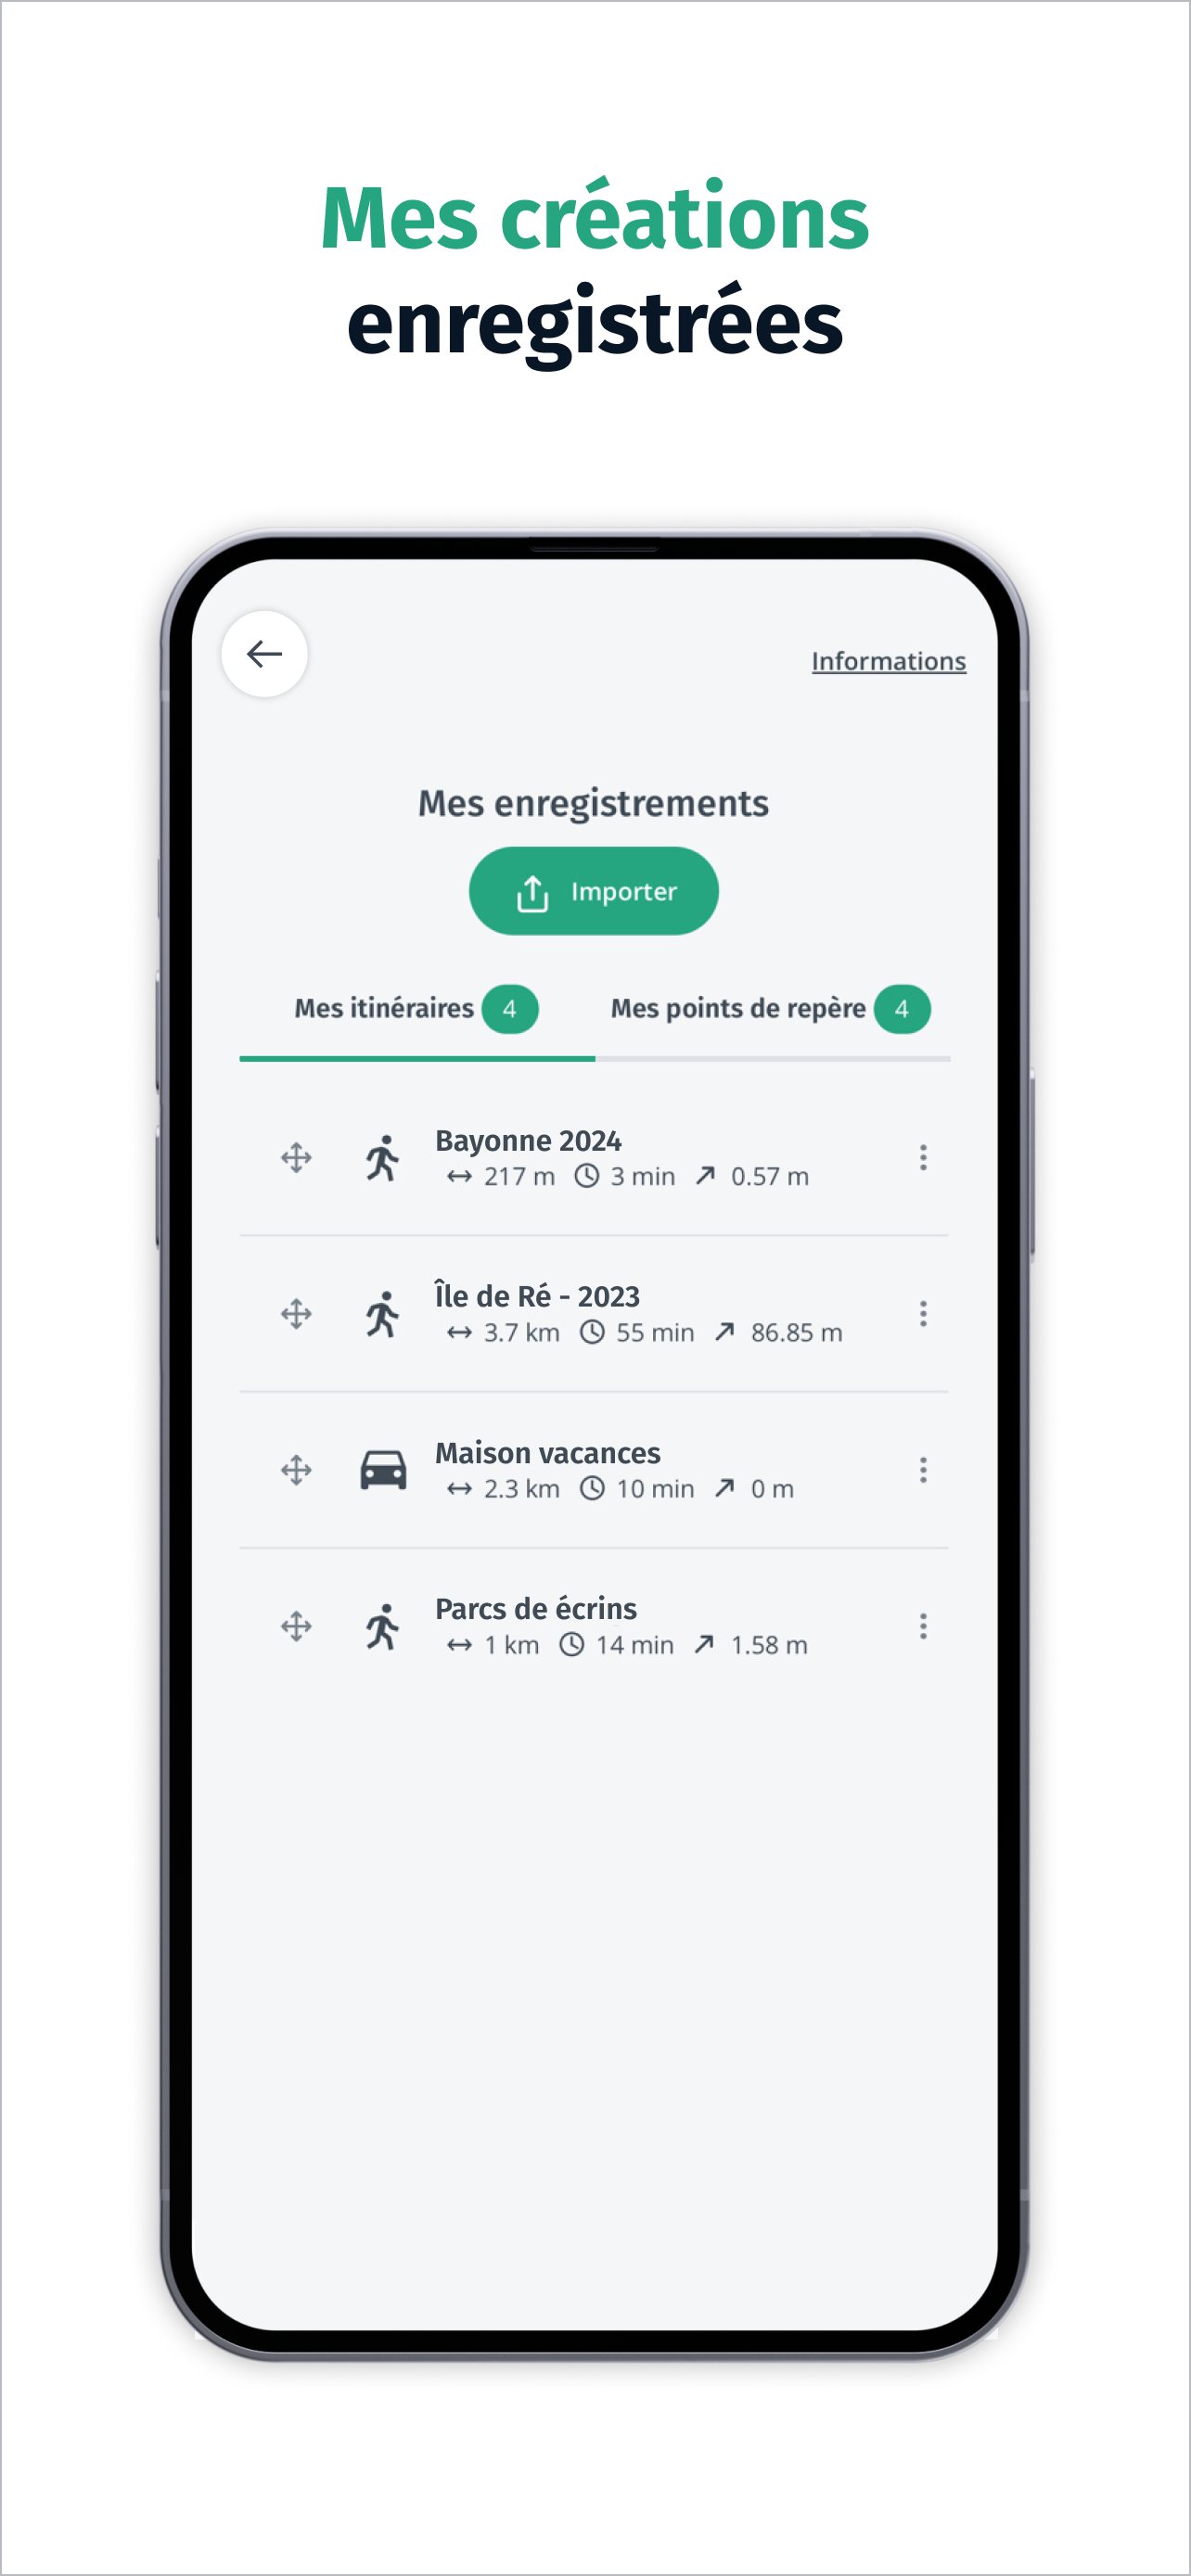 Mes créations
enregistrées
Informations
Mes enregistrements
Importer
Mes itinéraires 4 Mes points de repère 4
Bayonne 2024
217 m 3 min 0.57 m
Île de Ré - 2023
3.7 km 55 min 86.85 m
Maison vacances
2.3 km 10 min 0 m
Parcs de écrins
1 km 14 min 1.58 m